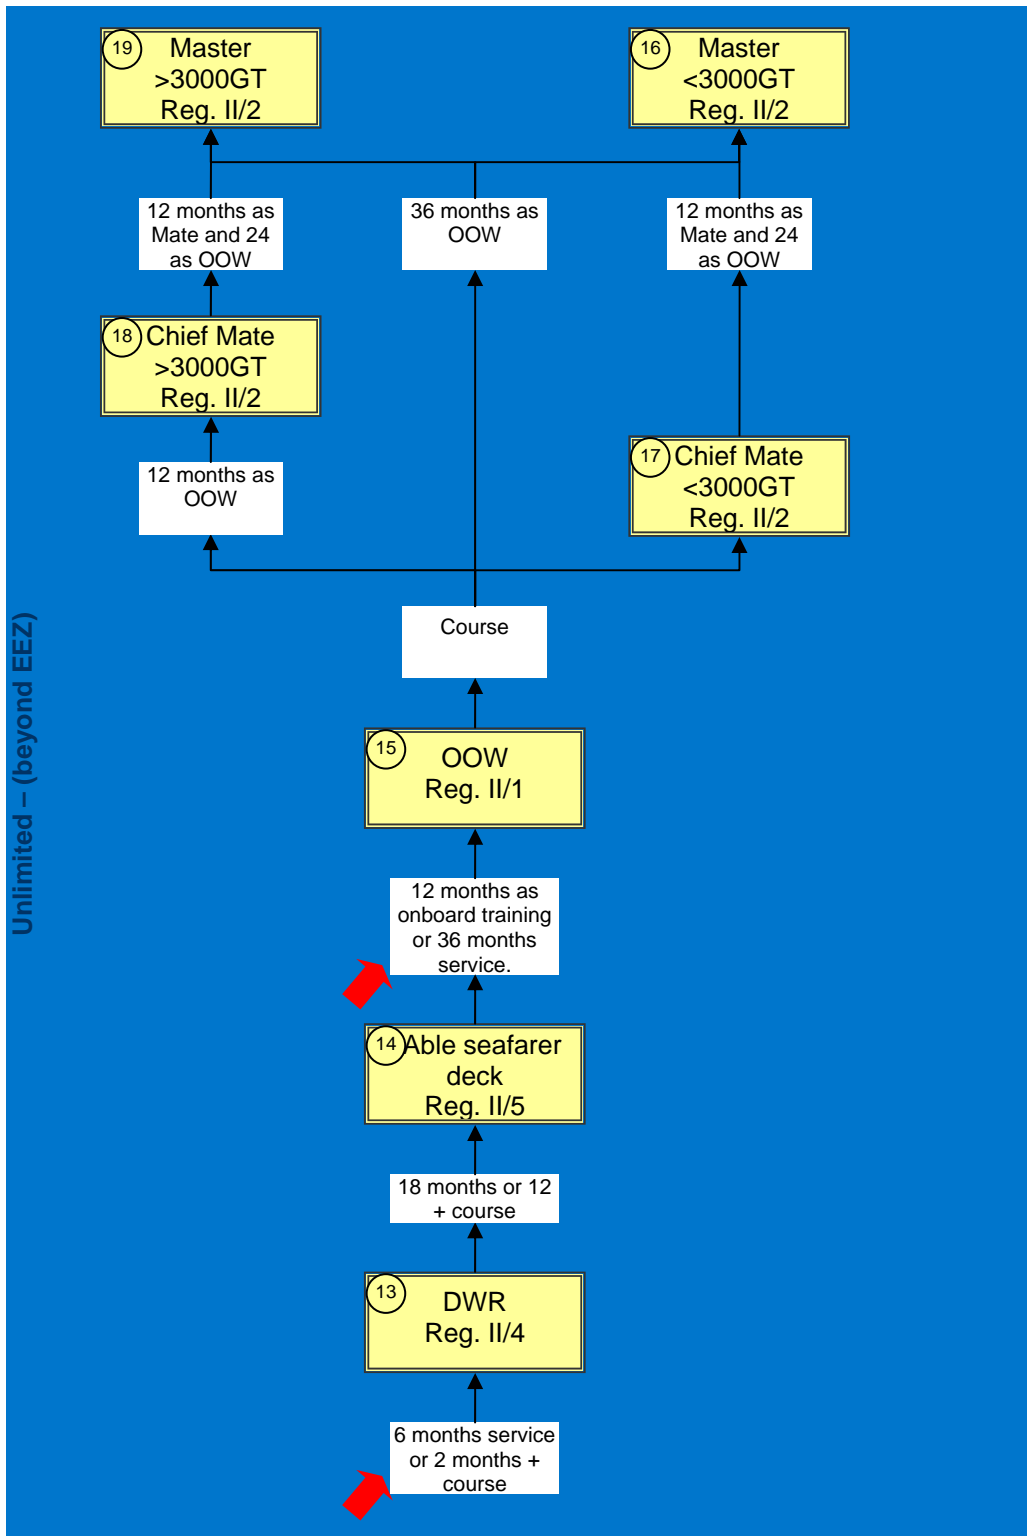 19
Master
>3000GT
Reg. II/2
16
Master
<3000GT
Reg. II/2
12 months as
Mate and 24
as OOW
36 months as
OOW
12 months as
Mate and 24
as OOW
18
Chief Mate
>3000GT
Reg. II/2
17
Chief Mate
<3000GT
Reg. II/2
12 months as
OOW
Course
Unlimited – (beyond EEZ)
15
OOW
Reg. II/1
12 months as
onboard training
or 36 months
service.
14
Able seafarer
deck
Reg. II/5
18 months or 12
+ course
13
DWR
Reg. II/4
6 months service
or 2 months +
course